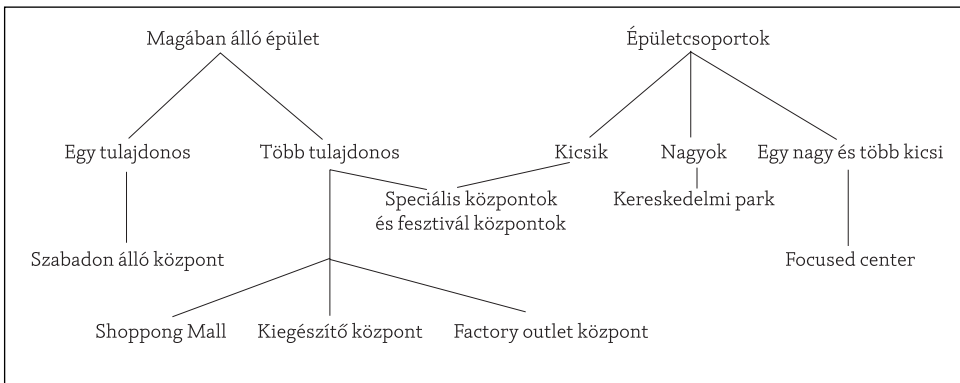 Magában álló épület
Épületcsoportok
Egy tulajdonos
Több tulajdonos
Kicsik
Nagyok
Egy nagy és több kicsi
Speciális központok
és fesztivál központok
Kereskedelmi park
Szabadon álló központ
Focused center
Shoppong Mall
Kiegészítő központ
Factory outlet központ